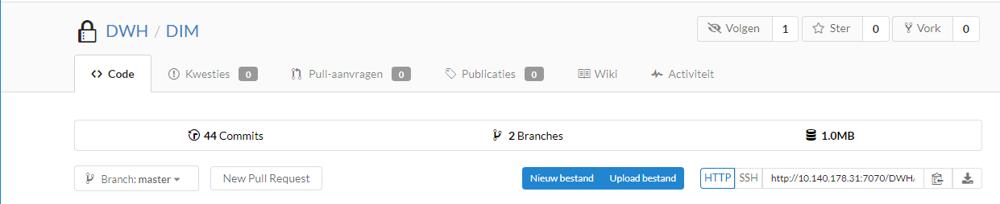 DWH / DIM
Volgen 1 Ster 0 Vork 0
Code Kwesties 0 Pull-aanvragen 0 Publicaties 0 Wiki Activiteit
44 Commits 2 Branches 1.0MB
Branch: master New Pull Request Nieuw bestand Upload bestand HTTP SSH http://10.140.178.31:7070/DWH/